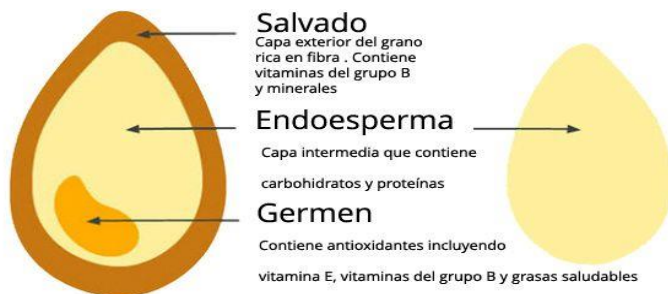 Salvado
Capa exterior del grano
rica en fibra . Contiene
vitaminas del grupo B
y minerales
Endoesperma
Capa intermedia que contiene
carbohidratos y proteínas
Germen
Contiene antioxidantes incluyendo
vitamina E, vitaminas del grupo B y grasas saludables